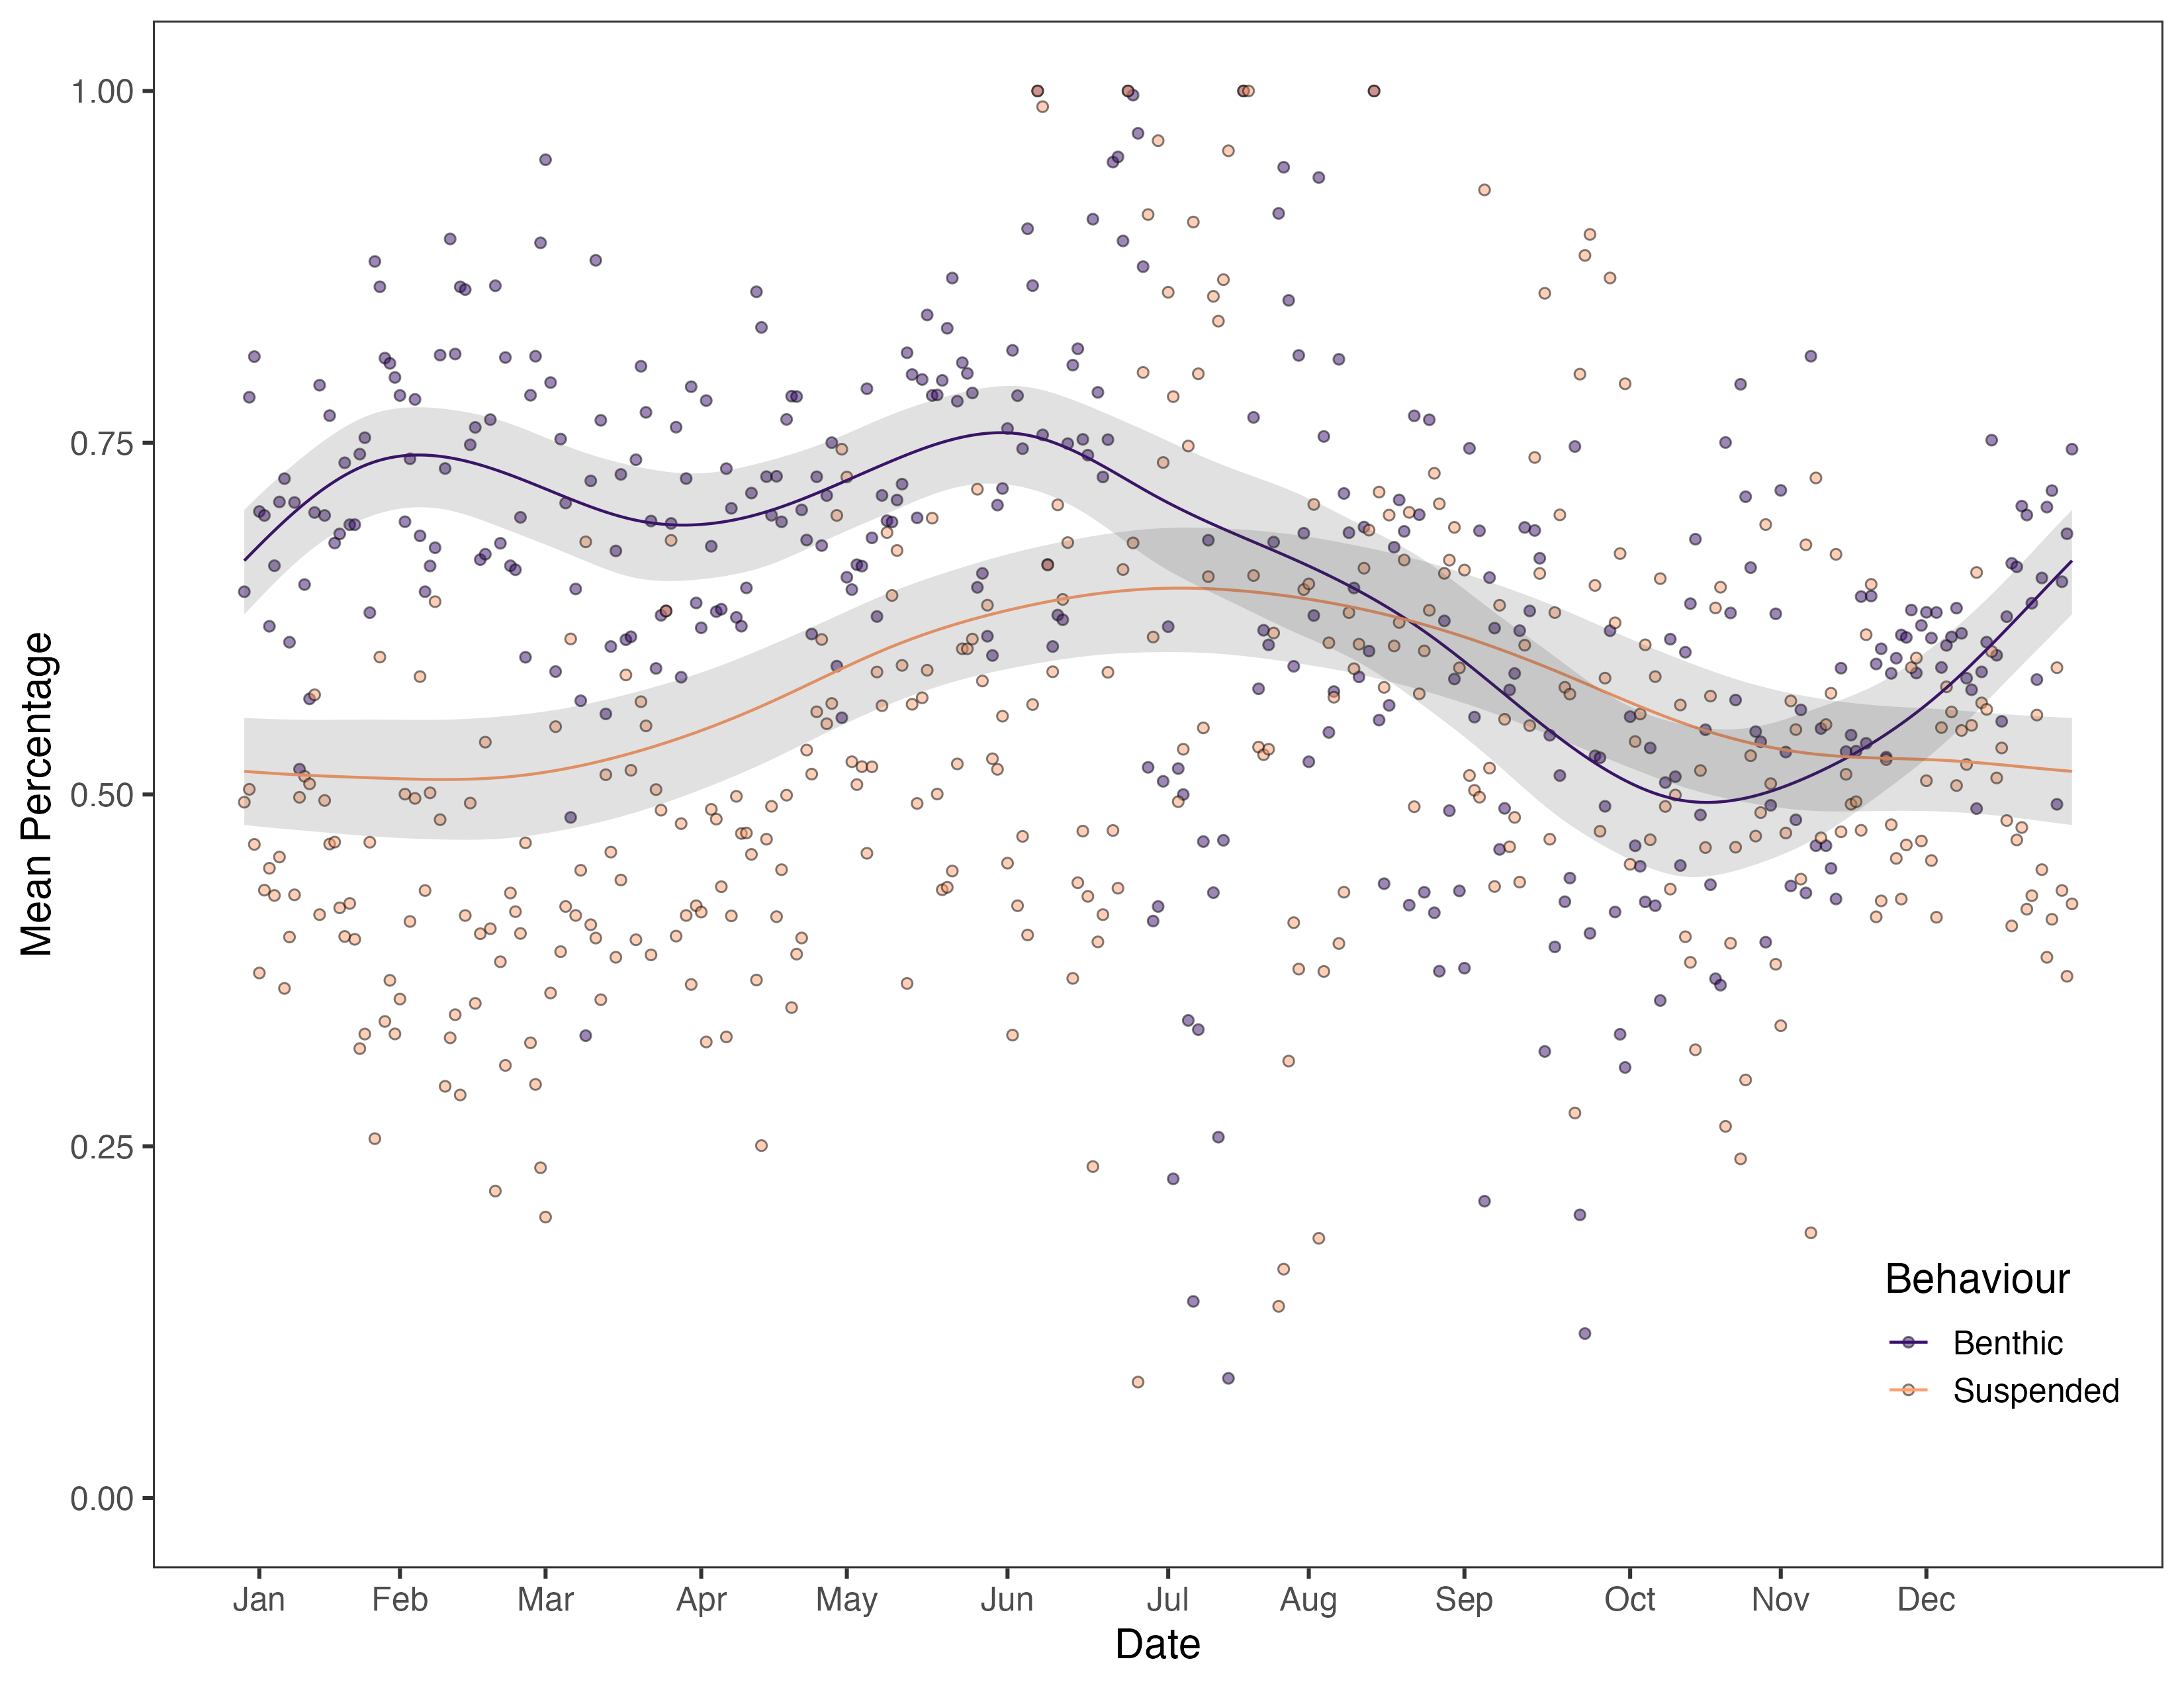 Mean Percentage
1.00
0.75
0.50
0.25
0.00
Behaviour
Benthic
Suspended
Jan Feb Mar Apr May Jun Jul Aug Sep Oct Nov Dec
Date